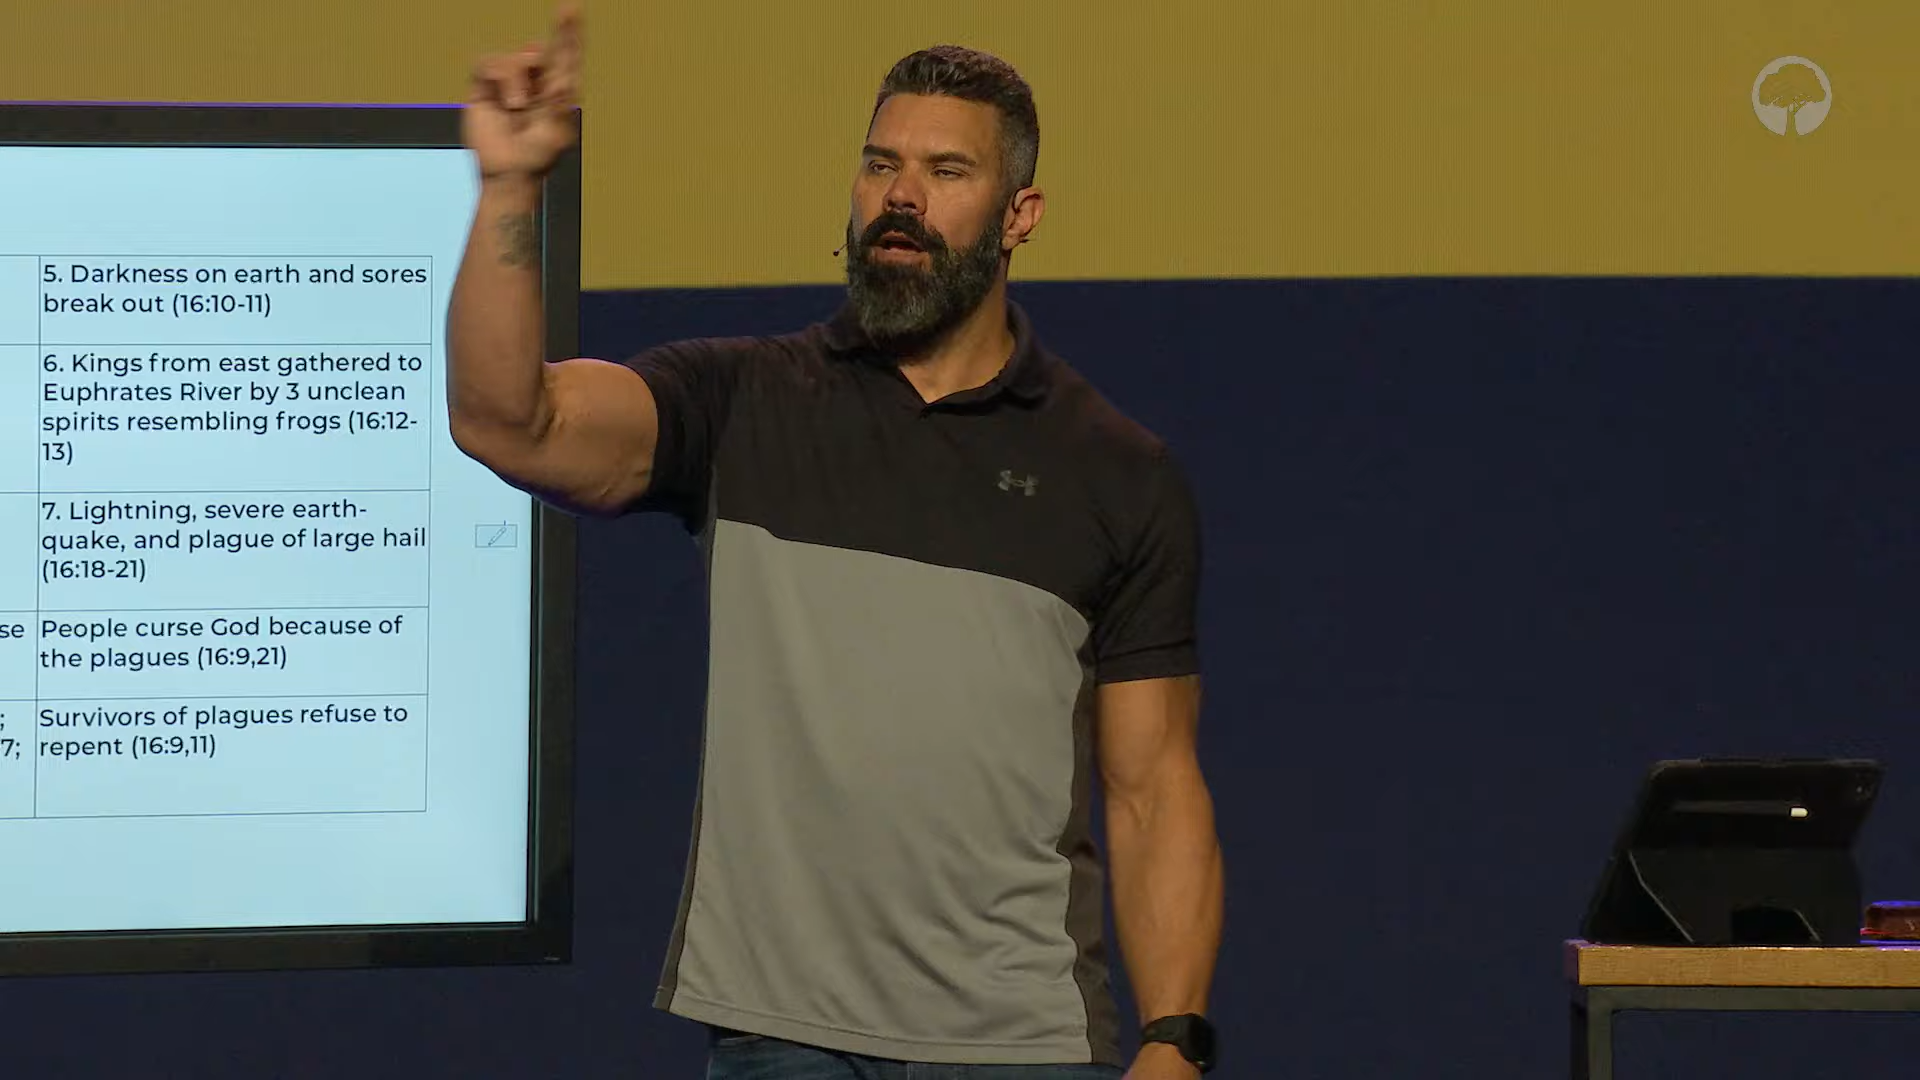 5. Darkness on earth and sores
break out (16:10-11)
6. Kings from east gathered to
Euphrates River by 3 unclean
spirits resembling frogs (16:12-
13)
7. Lightning, severe earth-
quake, and plague of large hail
(16:18-21)
se
People curse God because of
the plagues (16:9,21)
;
7;
Survivors of plagues refuse to
repent (16:9,11)